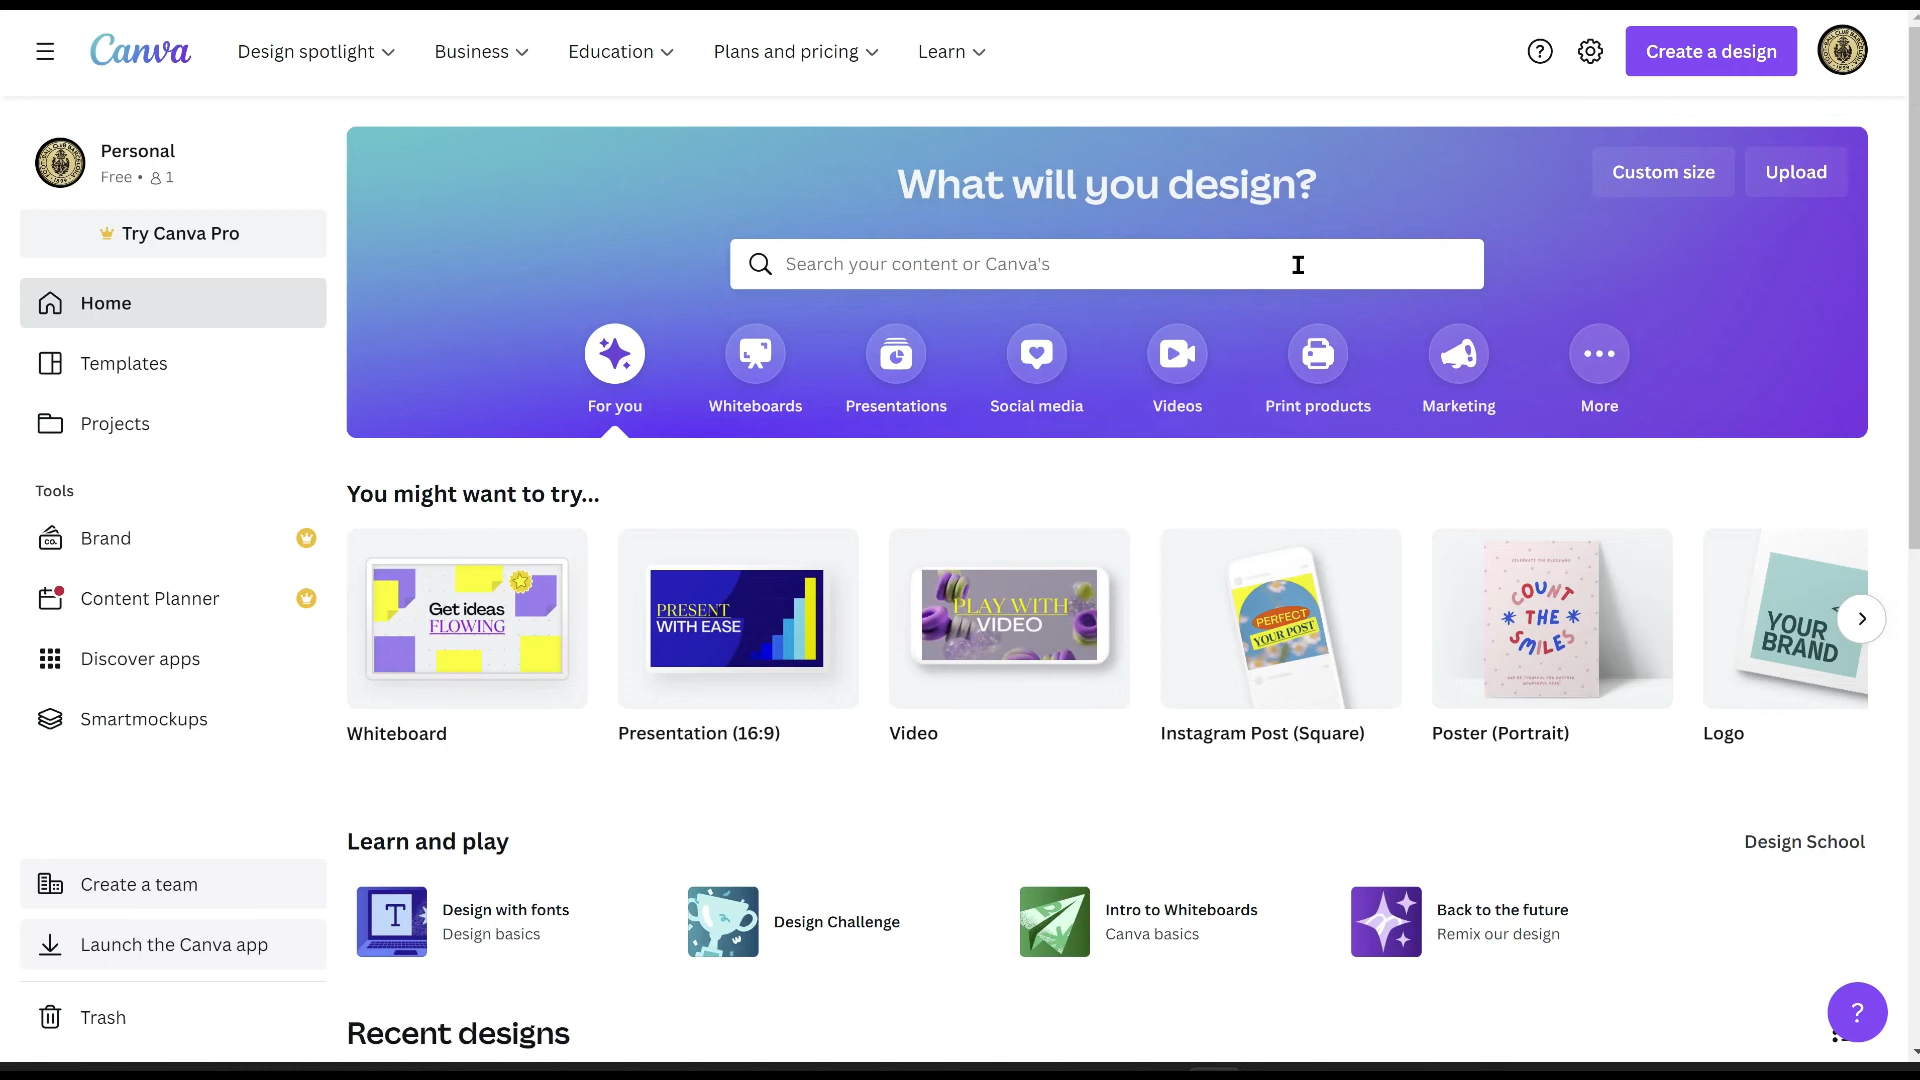 Canva
Design spotlight
Business
Education
Plans and pricing
Learn
Create a design
Personal
Free • 1
Try Canva Pro
Home
Templates
Projects
Tools
Brand
CO.
Content Planner
Discover apps
Smartmockups
Create a team
Launch the Canva app
Trash
What will you design?
Custom size
Upload
Search your content or Canva's
For you
Whiteboards
Presentations
Social media
Videos
Print products
Marketing
More
You might want to try...
Get ideas
FLOWING
Whiteboard
PRESENT
WITH EASE
Presentation (16:9)
PLAY WITH
VIDEO
Video
PERFECT
YOUR POST
Instagram Post (Square)
COUNT
THE
SMILES
Poster (Portrait)
YOUR
BRAND
Logo
Learn and play
Design School
T
Design with fonts
Design basics
Design Challenge
Intro to Whiteboards
Canva basics
Back to the future
Remix our design
Recent designs
?